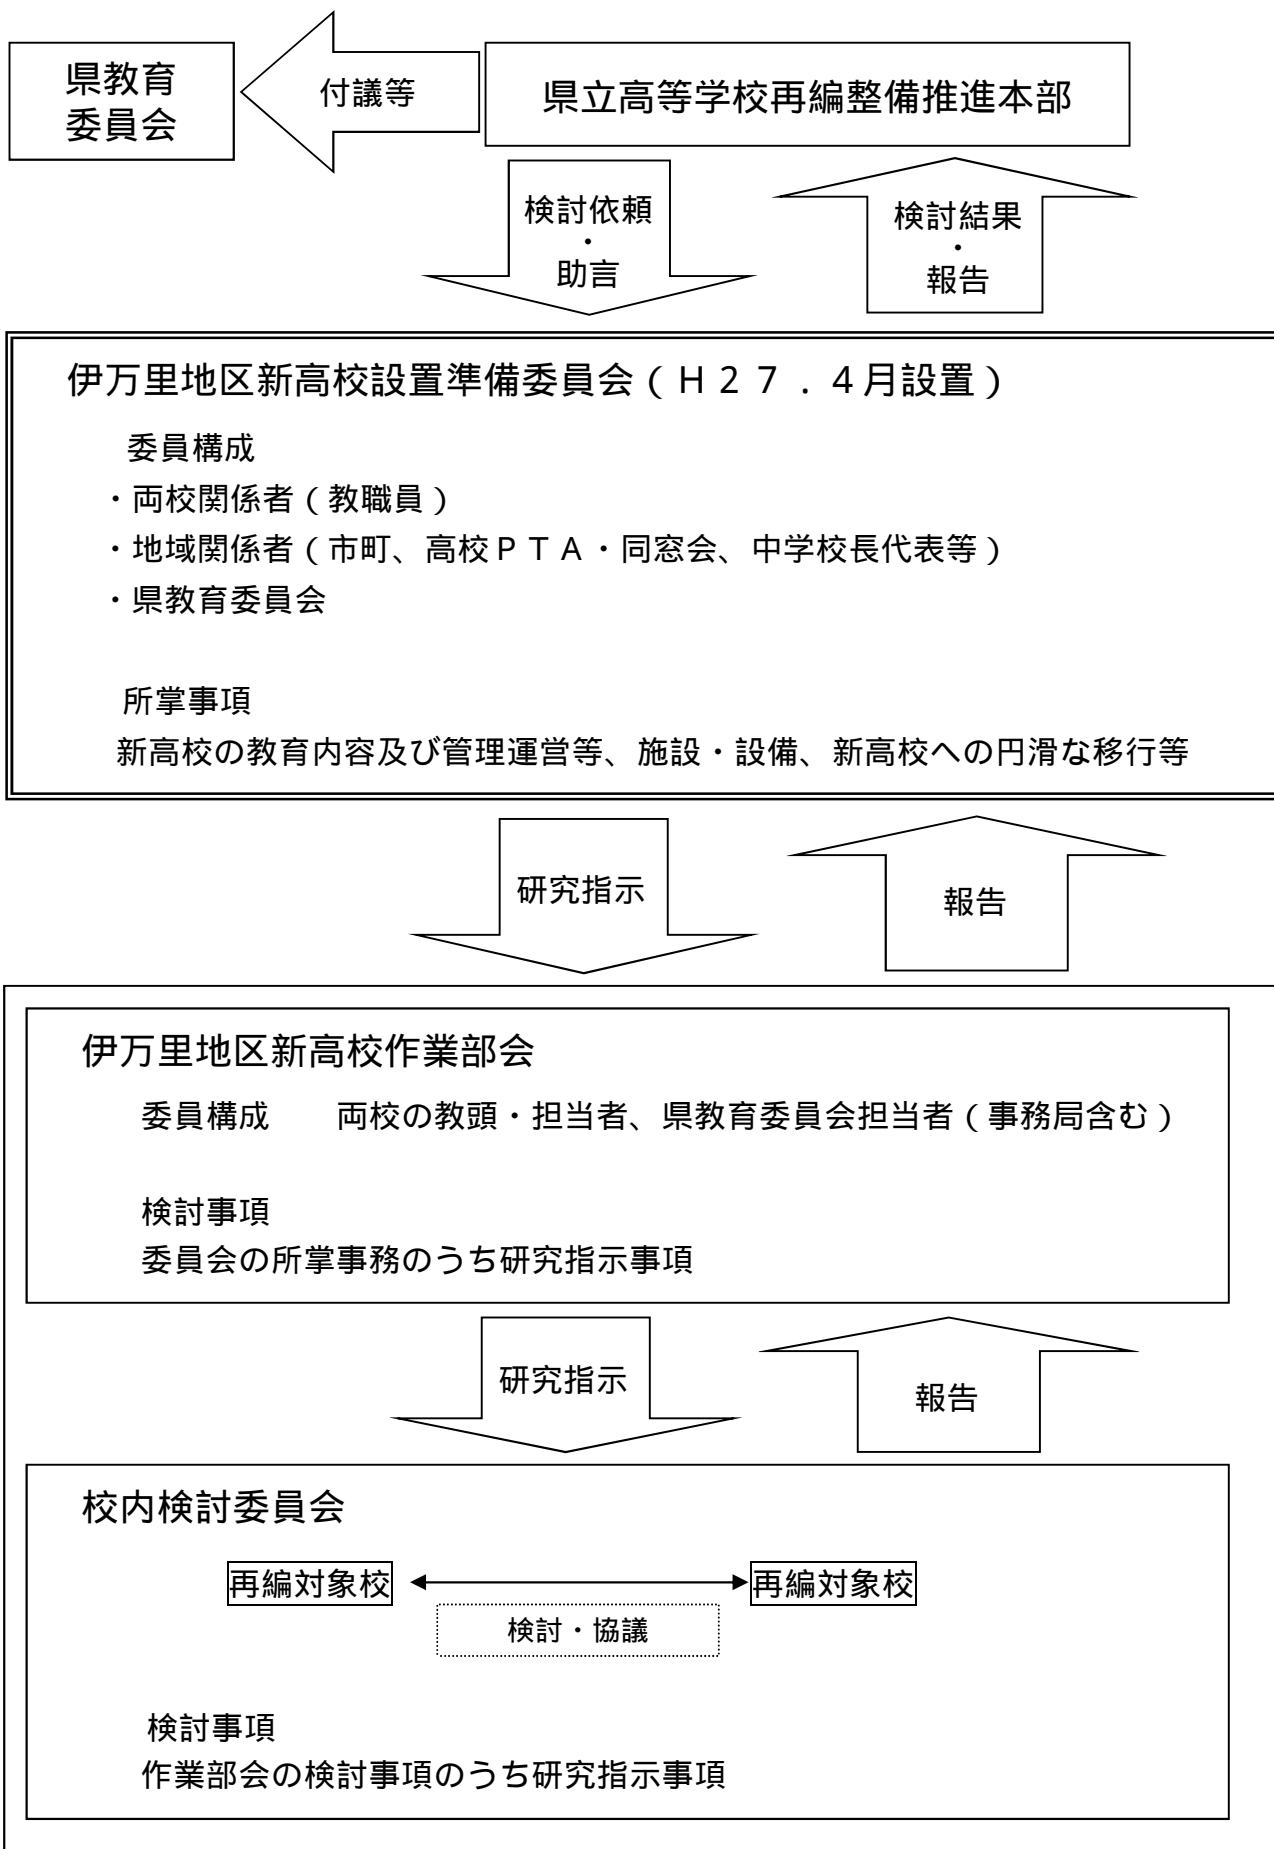 県教育
委員会
付議等
県立高等学校再編整備推進本部
検討依頼
・
助言
検討結果
・
報告
伊万里地区新高校設置準備委員会（Ｈ２７．４月設置）
委員構成
・両校関係者（教職員）
・地域関係者（市町、高校ＰＴＡ・同窓会、中学校長代表等）
・県教育委員会
所掌事項
新高校の教育内容及び管理運営等、施設・設備、新高校への円滑な移行等
研究指示
報告
伊万里地区新高校作業部会
委員構成　　両校の教頭・担当者、県教育委員会担当者（事務局含む）
検討事項
委員会の所掌事務のうち研究指示事項
研究指示
報告
校内検討委員会
再編対象校
再編対象校
検討・協議
検討事項
作業部会の検討事項のうち研究指示事項